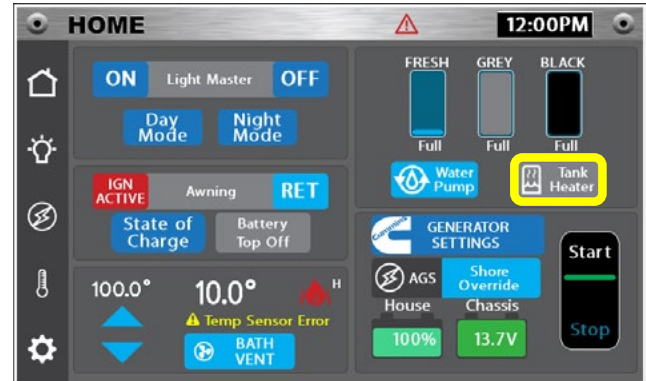 HOME
12:00PM
ON Light Master OFF
Day
Mode
Night
Mode
IGN
ACTIVE
Awning
RET
State of
Charge
Battery
Top Off
100.0°
10.0°
H
Temp Sensor Error
BATH
VENT
FRESH GREY BLACK
Full Full Full
Water
Pump
Tank
Heater
Cummins
GENERATOR
SETTINGS
AGS
Shore
Override
House Chassis
100% 13.7V
Start
Stop